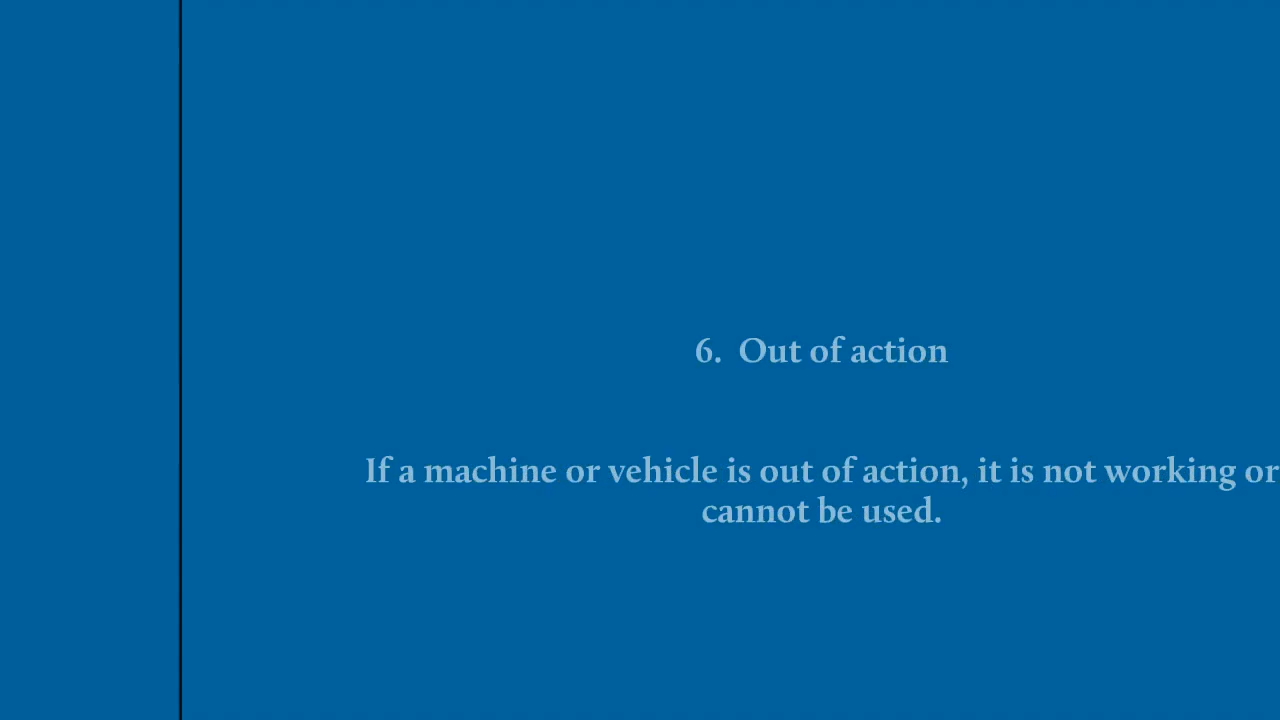 6. Out of action
If a machine or vehicle is out of action, it is not working or
cannot be used.